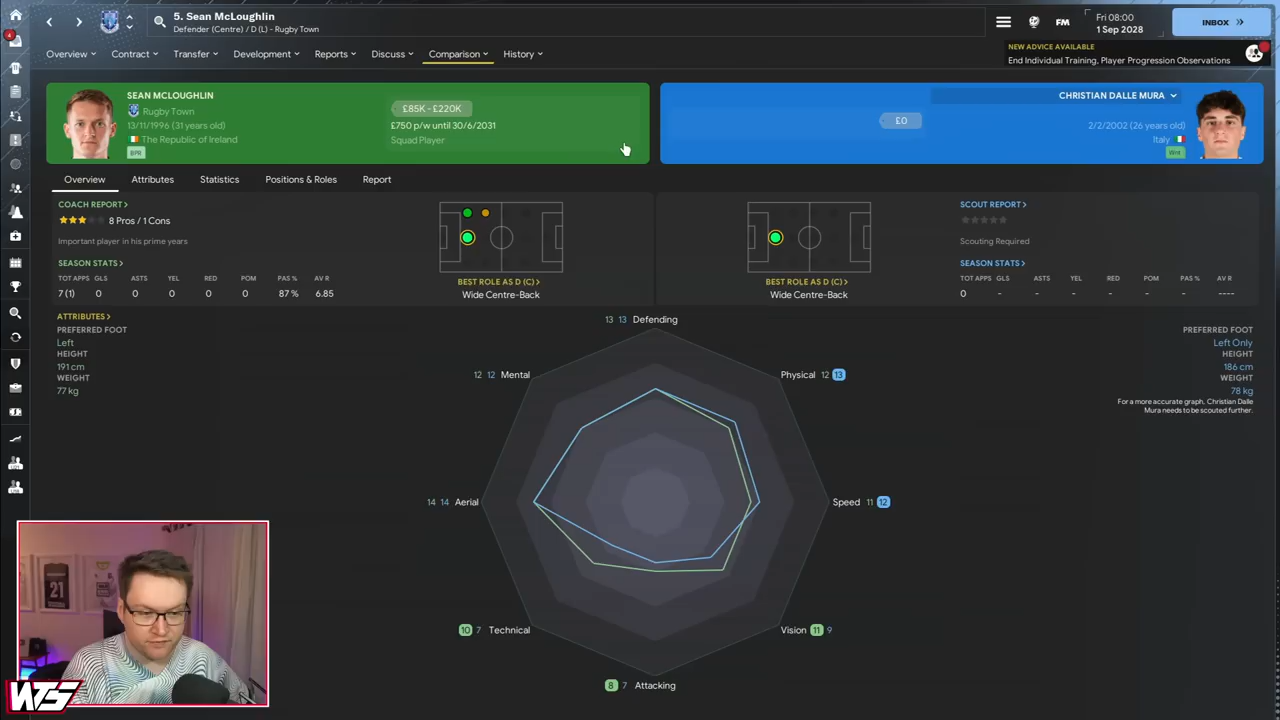 5. Sean McLoughlin
Defender (Centre) / D (L) - Rugby Town
FM
Fri 08:00
1 Sep 2028
INBOX
4
Overview
Contract
Transfer
Development
Reports
Discuss
Comparison
History
NEW ADVICE AVAILABLE
End Individual Training, Player Progression Observations
SEAN MCLOUGHLIN
Rugby Town
13/11/1996 (31 years old)
The Republic of Ireland
BPR
£85K - £220K
£750 p/w until 30/6/2031
Squad Player
CHRISTIAN DALLE MURA
£0
2/2/2002 (26 years old)
Italy
Wnt
Overview
Attributes
Statistics
Positions & Roles
Report
COACH REPORT
8 Pros / 1 Cons
Important player in his prime years
SEASON STATS
TOT APPS GLS ASTS YEL RED POM PAS % AV R
7 (1) 0 0 0 0 0 87 % 6.85
BEST ROLE AS D (C)
Wide Centre-Back
BEST ROLE AS D (C)
Wide Centre-Back
SCOUT REPORT
Scouting Required
SEASON STATS
TOT APPS GLS ASTS YEL RED POM PAS % AV R
0 - - - - - - ----
ATTRIBUTES
PREFERRED FOOT
Left
HEIGHT
191 cm
WEIGHT
77 kg
13 13 Defending
12 12 Mental
Physical 12 13
14 14 Aerial
Speed 11 12
10 7 Technical
Vision 11 9
8 7 Attacking
PREFERRED FOOT
Left Only
HEIGHT
186 cm
WEIGHT
78 kg
For a more accurate graph, Christian Dalle
Mura needs to be scouted further.
21
WTS